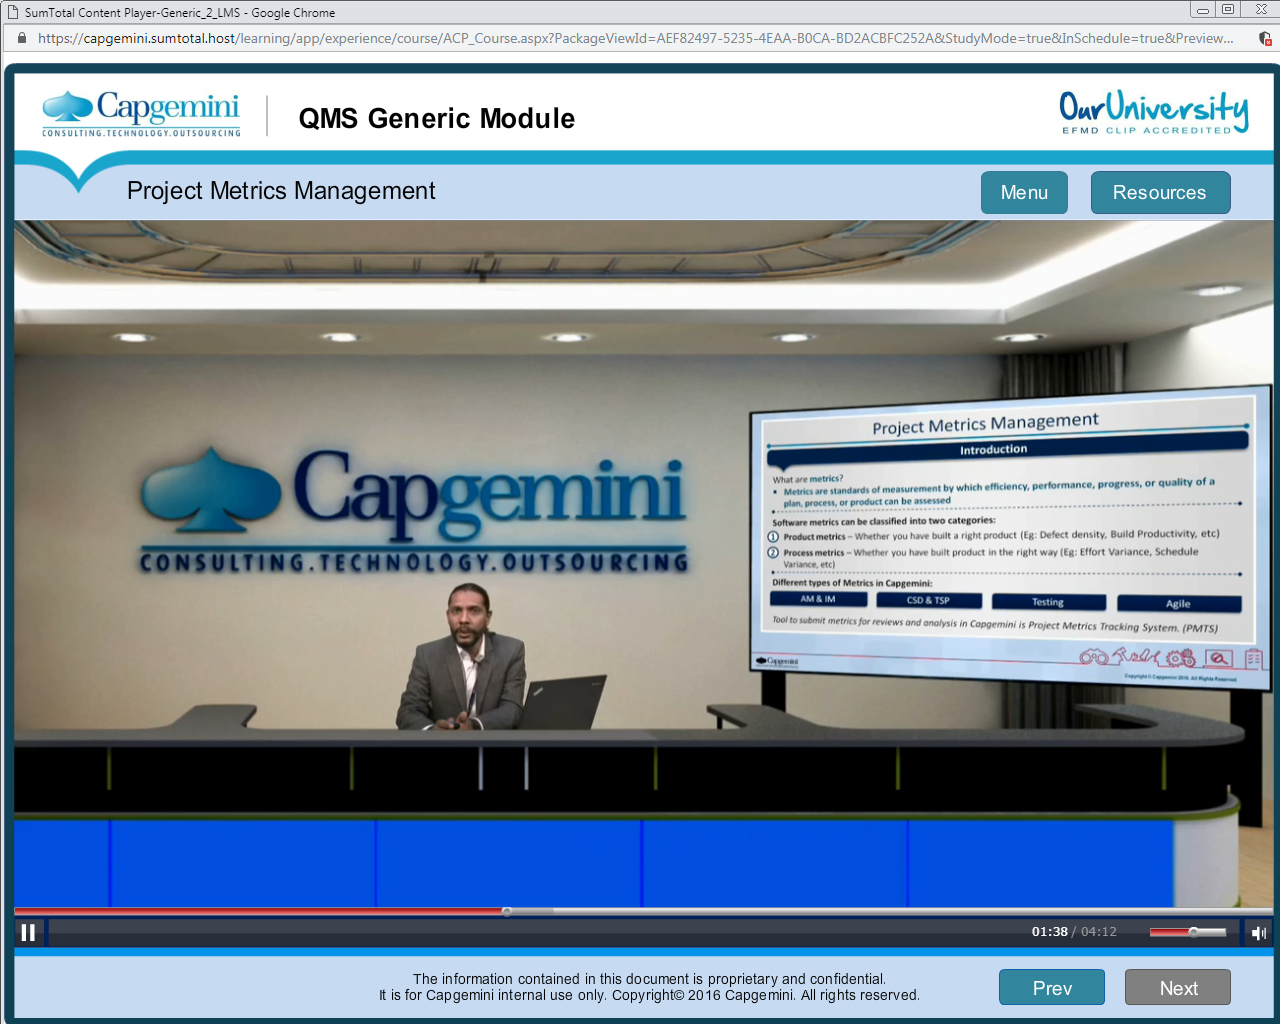 SumTotal Content Player-Generic_2_LMS - Google Chrome
https://capgemini.sumtotal.host/learning/app/experience/course/ACP_Course.aspx?PackageViewId=AEF82497-5235-4EAA-B0CA-BD2ACBFC252A&StudyMode=true&InSchedule=true&Preview...
Capgemini
CONSULTING.TECHNOLOGY.OUTSOURCING
QMS Generic Module
OurUniversity
EFMD CLIP ACCREDITED
Project Metrics Management
Menu
Resources
Capgemini
CONSULTING.TECHNOLOGY.OUTSOURCING
Project Metrics Management
Introduction
What are metrics?
• Metrics are standards of measurement by which efficiency, performance, progress, or quality of a
plan, process, or product can be assessed
Software metrics can be classified into two categories:
1 Product metrics – Whether you have built a right product (Eg: Defect density, Build Productivity, etc)
2 Process metrics – Whether you have built product in the right way (Eg: Effort Variance, Schedule
Variance, etc)
Different types of Metrics in Capgemini:
AM & IM
CSD & TSP
Testing
Agile
Tool to submit metrics for reviews and analysis in Capgemini is Project Metrics Tracking System. (PMTS)
Capgemini
Copyright © Capgemini 2016. All Rights Reserved
01:38 / 04:12
The information contained in this document is proprietary and confidential.
It is for Capgemini internal use only. Copyright© 2016 Capgemini. All rights reserved.
Prev
Next